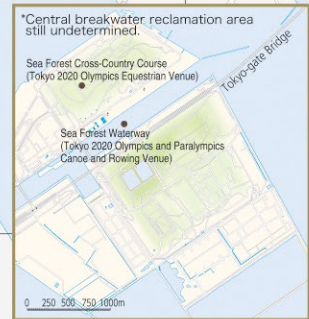 *Central breakwater reclamation area
still undetermined.
Tokyo-gate Bridge
Sea Forest Cross-Country Course
(Tokyo 2020 Olympics Equestrian Venue)
Sea Forest Waterway
(Tokyo 2020 Olympics and Paralympics
Canoe and Rowing Venue)
0 250 500 750 1000m